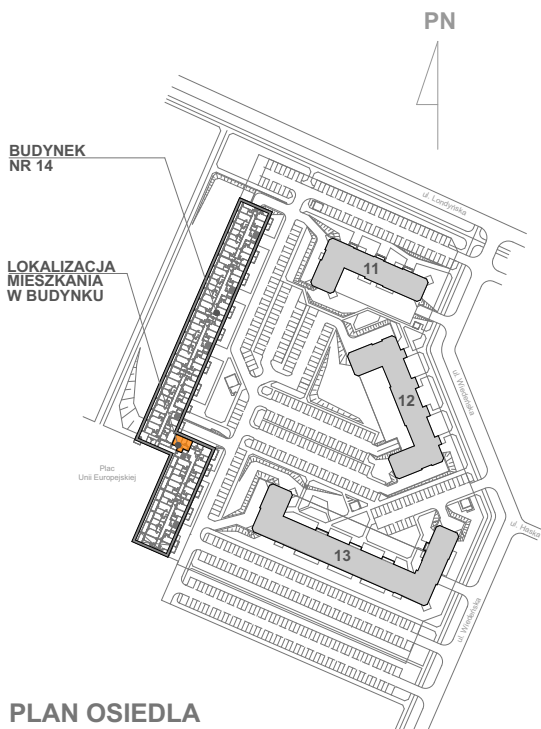 PN
BUDYNEK
NR 14
ul. Londyńska
LOKALIZACJA
MIESZKANIA
W BUDYNKU
11
12
ul. Wiedeńska
Plac
Unii Europejskiej
13
ul. Haska
ul. Wiedeńska
PLAN OSIEDLA